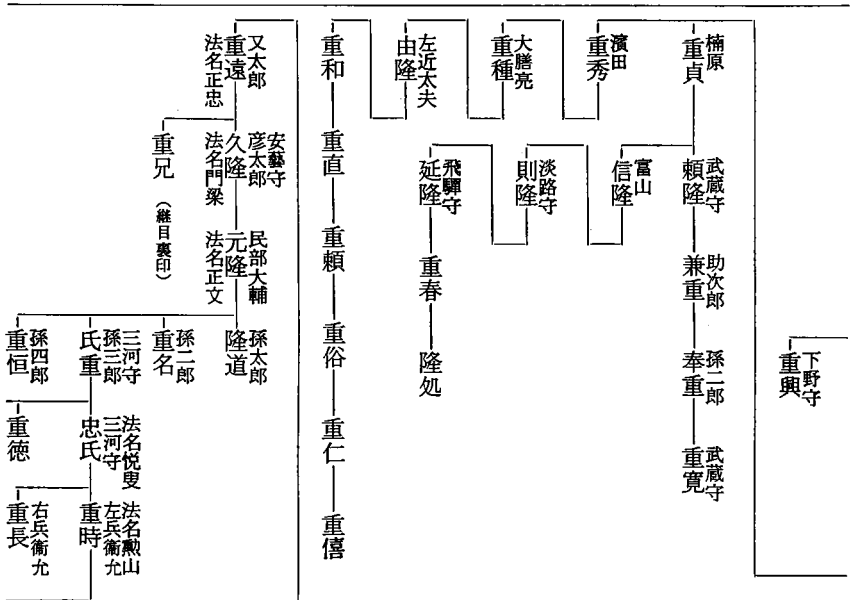 下野守
重興
楠原
重貞
武蔵守
頼隆
助次郎
兼重
孫二郎
奉重
武蔵守
重寛
富山
信隆
淡路守
則隆
飛驒守
延隆
重春
隆処
濱田
重秀
大膳亮
重種
左近太夫
由隆
重和
重直
重頼
重俗
重仁
重僖
又太郎
重遠
法名正忠
安藝守
彦太郎
久隆
法名門梁
重兄
（継目裏印）
民部大輔
元隆
法名正文
孫太郎
隆道
孫二郎
重名
三河守
孫三郎
氏重
法名悦叟
三河守
忠氏
法名勲山
左兵衞允
重時
右兵衞允
重長
重徳
孫四郎
重恒